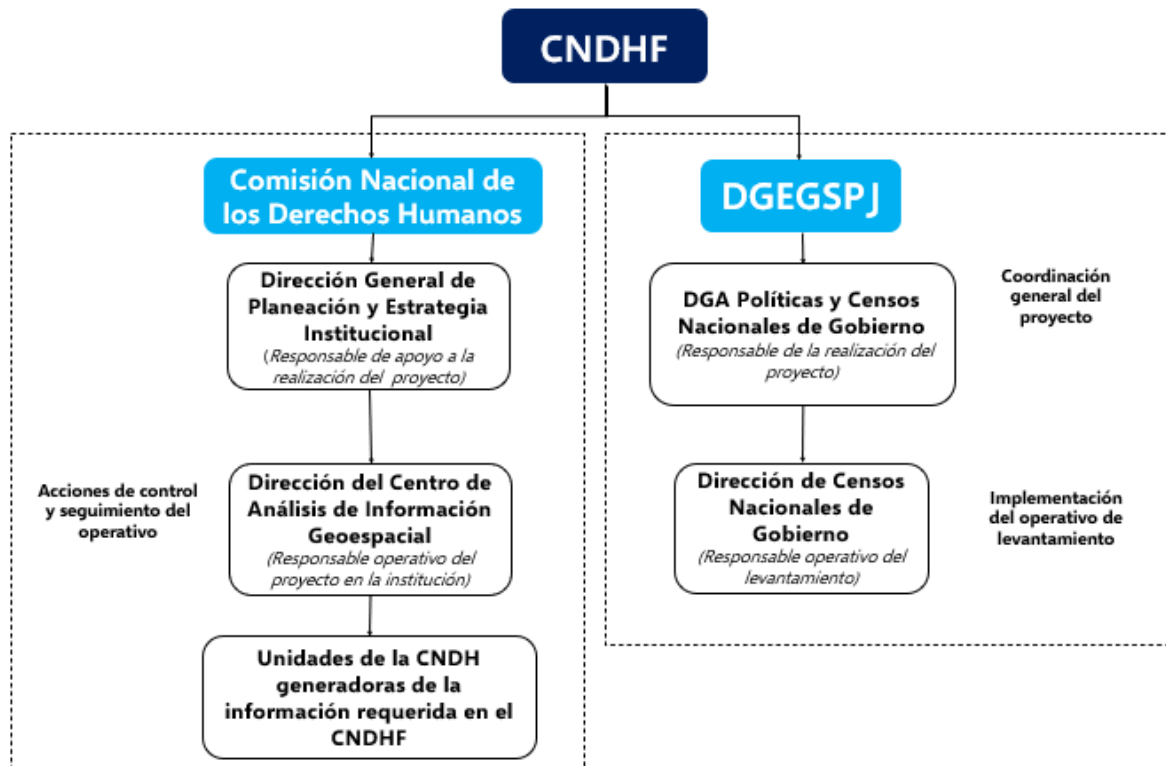 CNDHF
Comisión Nacional de
los Derechos Humanos
Dirección General de
Planeación y Estrategia
Institucional
(Responsable de apoyo a la
realización del proyecto)
Acciones de control
y seguimiento del
operativo
Dirección del Centro de
Análisis de Información
Geoespacial
(Responsable operativo del
proyecto en la institución)
Unidades de la CNDH
generadoras de la
información requerida en el
CNDHF
DGEGSPJ
DGA Políticas y Censos
Nacionales de Gobierno
(Responsable de la realización del
proyecto)
Coordinación
general del
proyecto
Dirección de Censos
Nacionales de
Gobierno
(Responsable operativo del
levantamiento)
Implementación
del operativo de
levantamiento